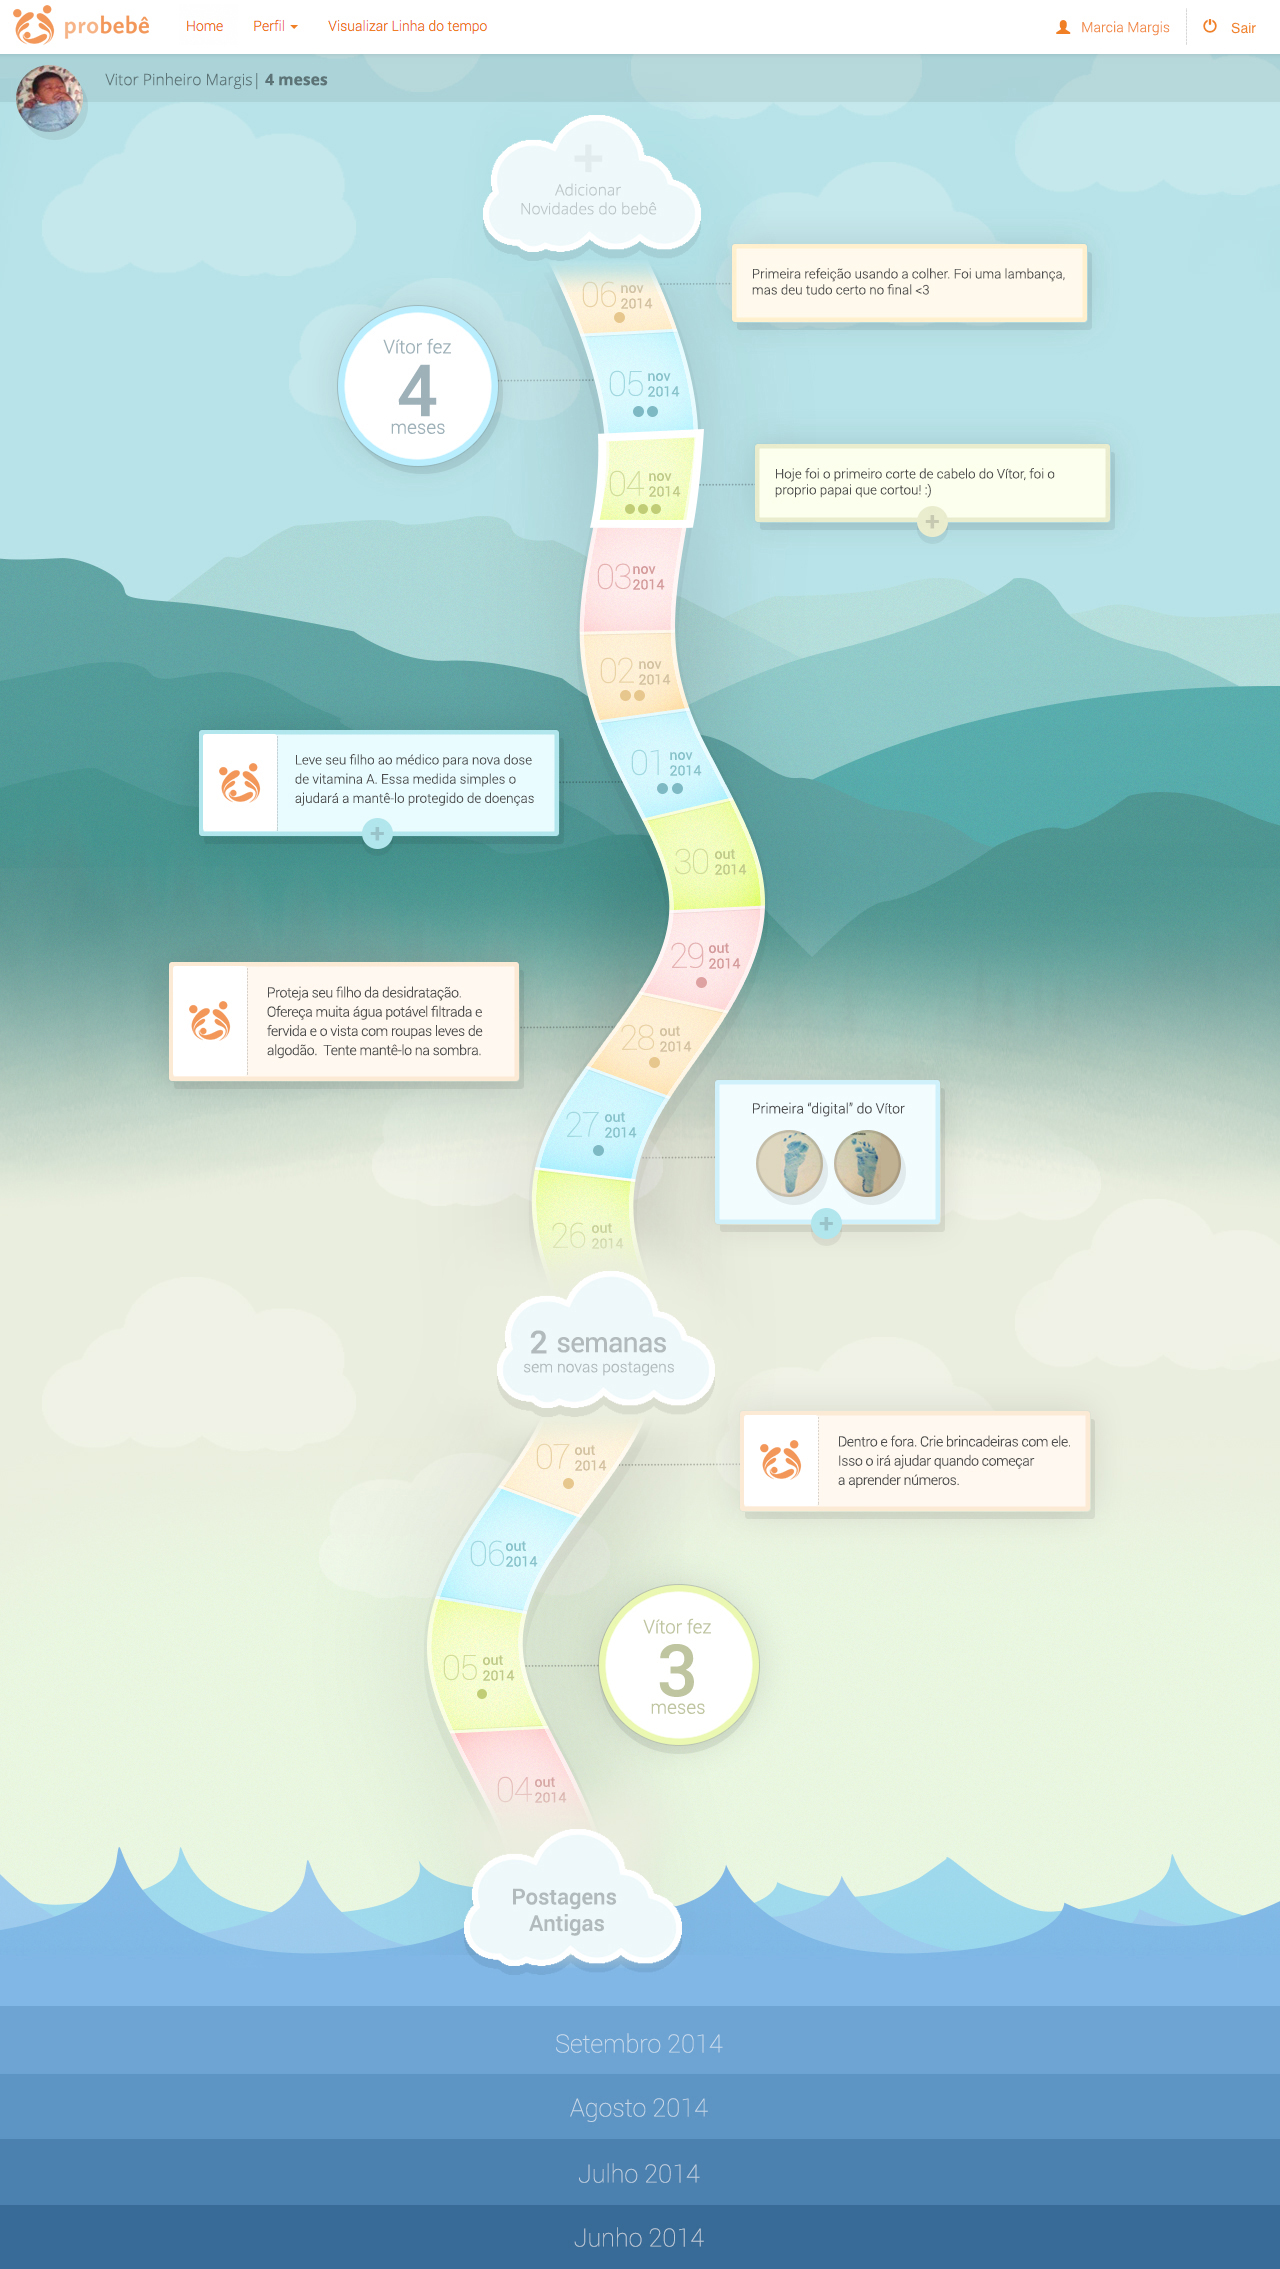 probebê
Home
Perfil
Visualizar Linha do tempo
Marcia Margis
Sair
Vitor Pinheiro Margis| 4 meses
Adicionar
Novidades do bebê
06 nov
2014
Primeira refeição usando a colher. Foi uma lambança,
mas deu tudo certo no final <3
Vítor fez
4
meses
05 nov
2014
04 nov
2014
Hoje foi o primeiro corte de cabelo do Vítor, foi o
proprio papai que cortou! :)
03 nov
2014
02 nov
2014
01 nov
2014
Leve seu filho ao médico para nova dose
de vitamina A. Essa medida simples o
ajudará a mantê-lo protegido de doenças
30 out
2014
29 out
2014
Proteja seu filho da desidratação.
Ofereça muita água potável filtrada e
fervida e o vista com roupas leves de
algodão. Tente mantê-lo na sombra.
28 out
2014
27 out
2014
Primeira “digital” do Vítor
26 out
2014
2 semanas
sem novas postagens
07 out
2014
Dentro e fora. Crie brincadeiras com ele.
Isso o irá ajudar quando começar
a aprender números.
06 out
2014
05 out
2014
Vítor fez
3
meses
04 out
2014
Postagens
Antigas
Setembro 2014
Agosto 2014
Julho 2014
Junho 2014